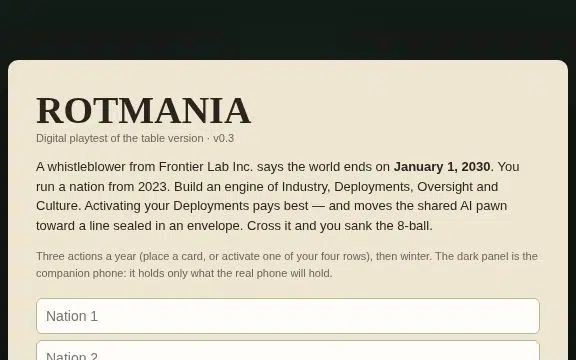 ROTMANIA
Digital playtest of the table version · v0.3
A whistleblower from Frontier Lab Inc. says the world ends on January 1, 2030. You
run a nation from 2023. Build an engine of Industry, Deployments, Oversight and
Culture. Activating your Deployments pays best — and moves the shared AI pawn
toward a line sealed in an envelope. Cross it and you sank the 8-ball.
Three actions a year (place a card, or activate one of your four rows), then winter. The dark panel is the
companion phone: it holds only what the real phone will hold.
Nation 1
Nation 2